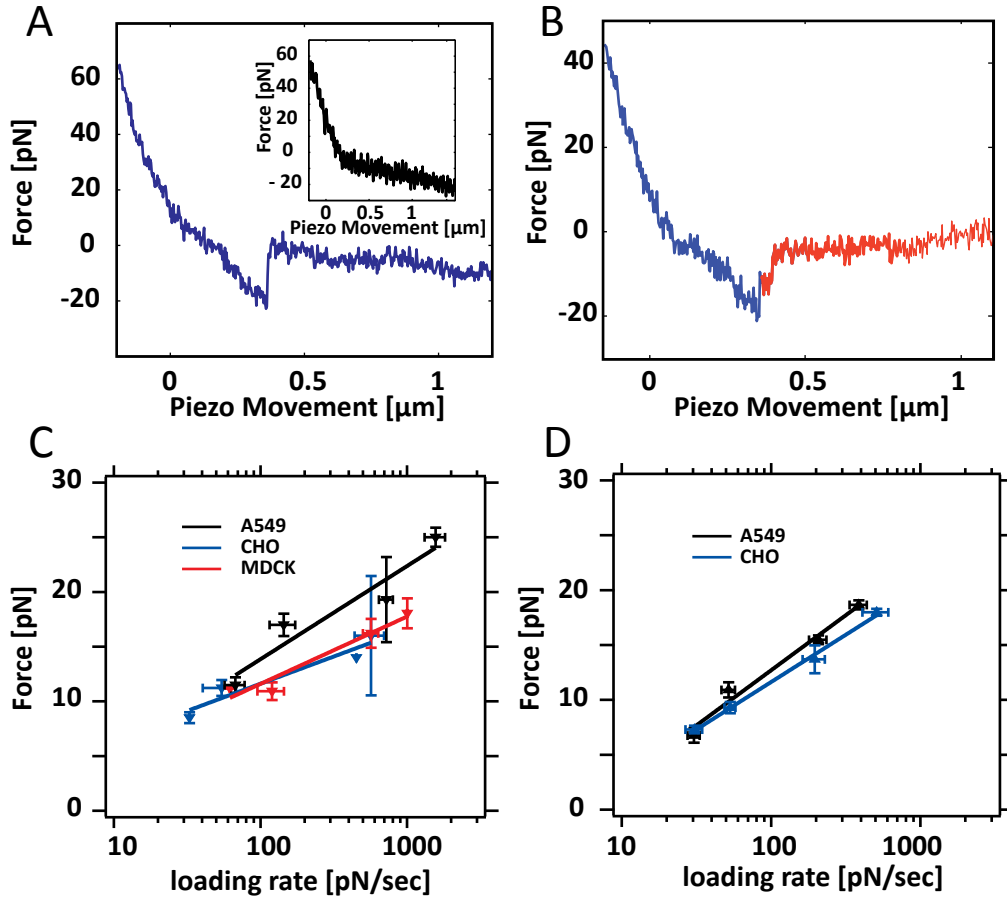 A
Force [pN]
60
40
20
0
-20
0
0.5
1
Piezo Movement [µm]
Force [pN]
60
40
20
0
- 20
0
0.5
1
Piezo Movement [µm]
B
Force [pN]
40
20
0
-20
0
0.5
1
Piezo Movement [µm]
C
Force [pN]
30
20
10
0
A549
CHO
MDCK
10
100
1000
loading rate [pN/sec]
D
Force [pN]
30
20
10
0
A549
CHO
10
100
1000
loading rate [pN/sec]